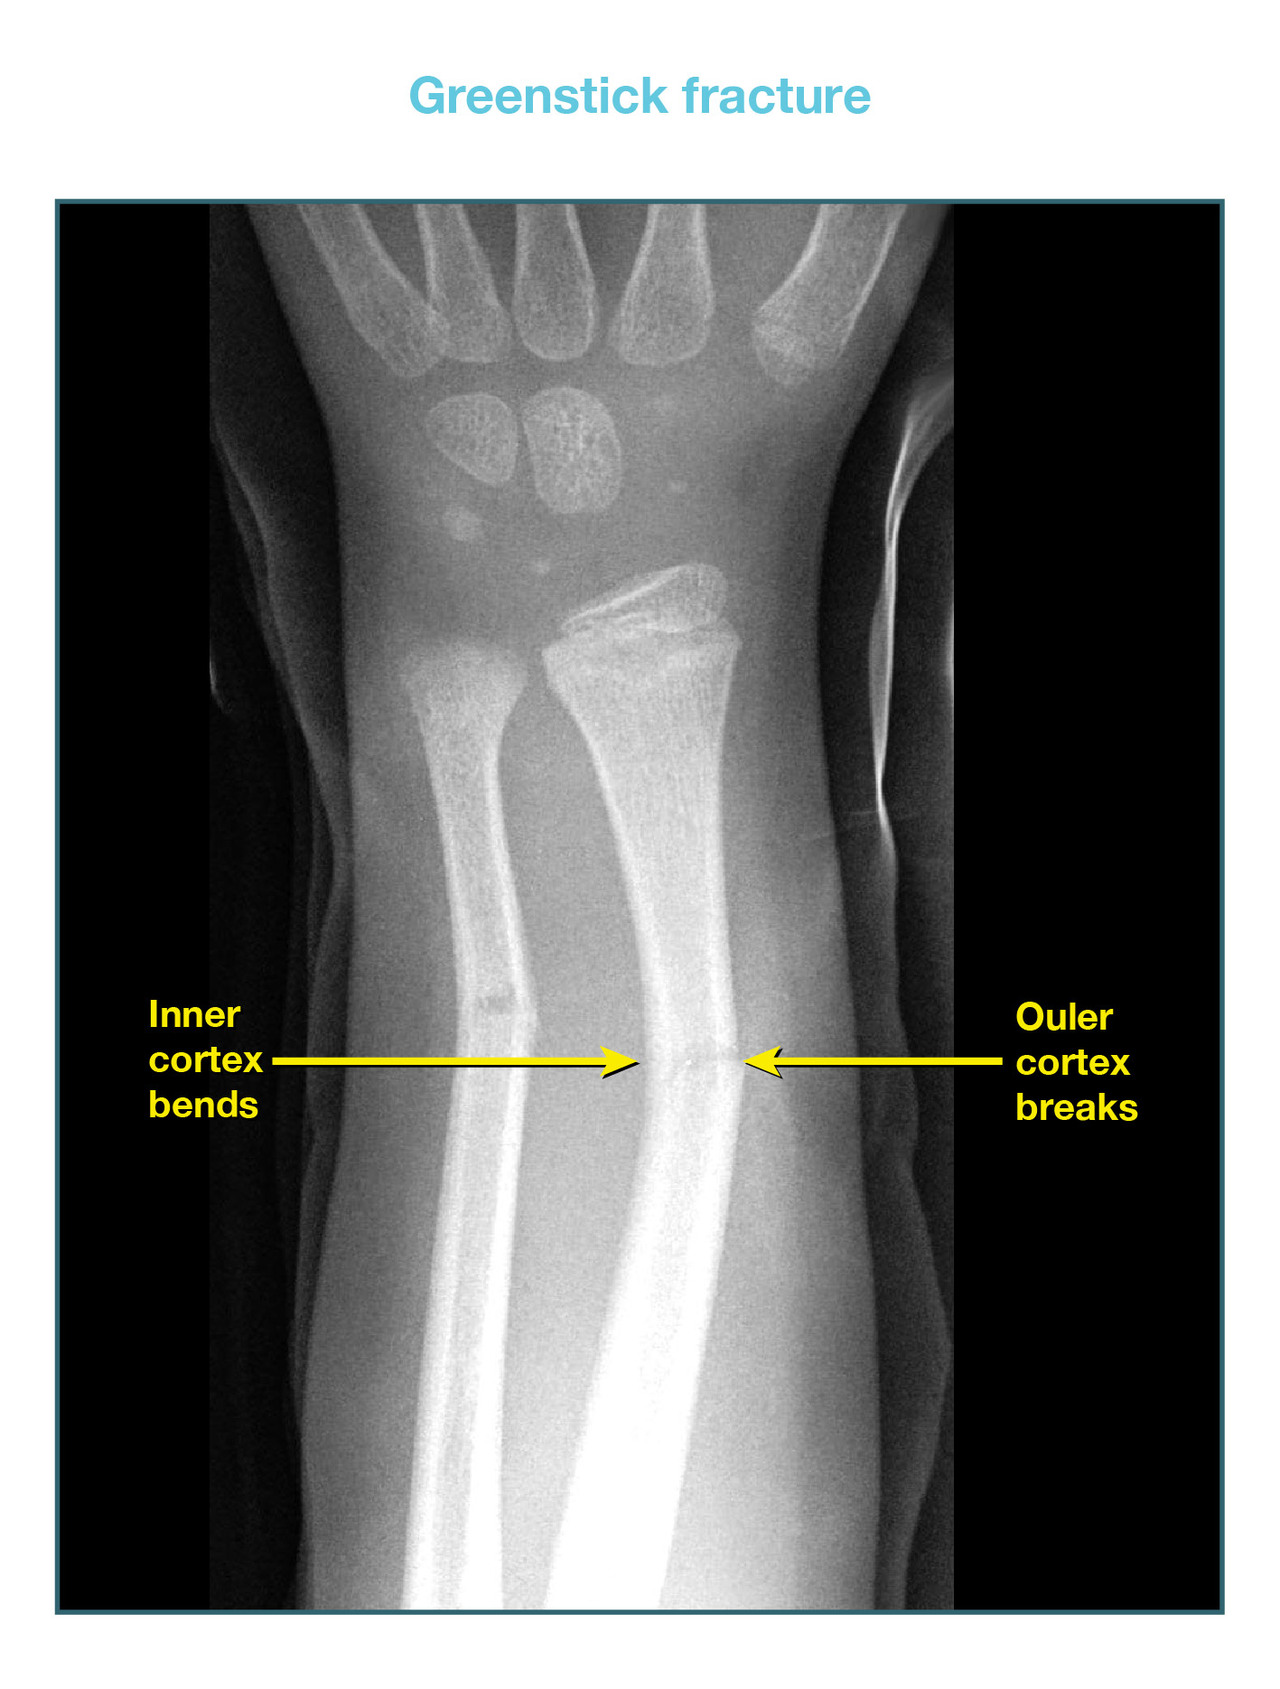 Greenstick fracture
Inner
cortex
bends
Ouler
cortex
breaks